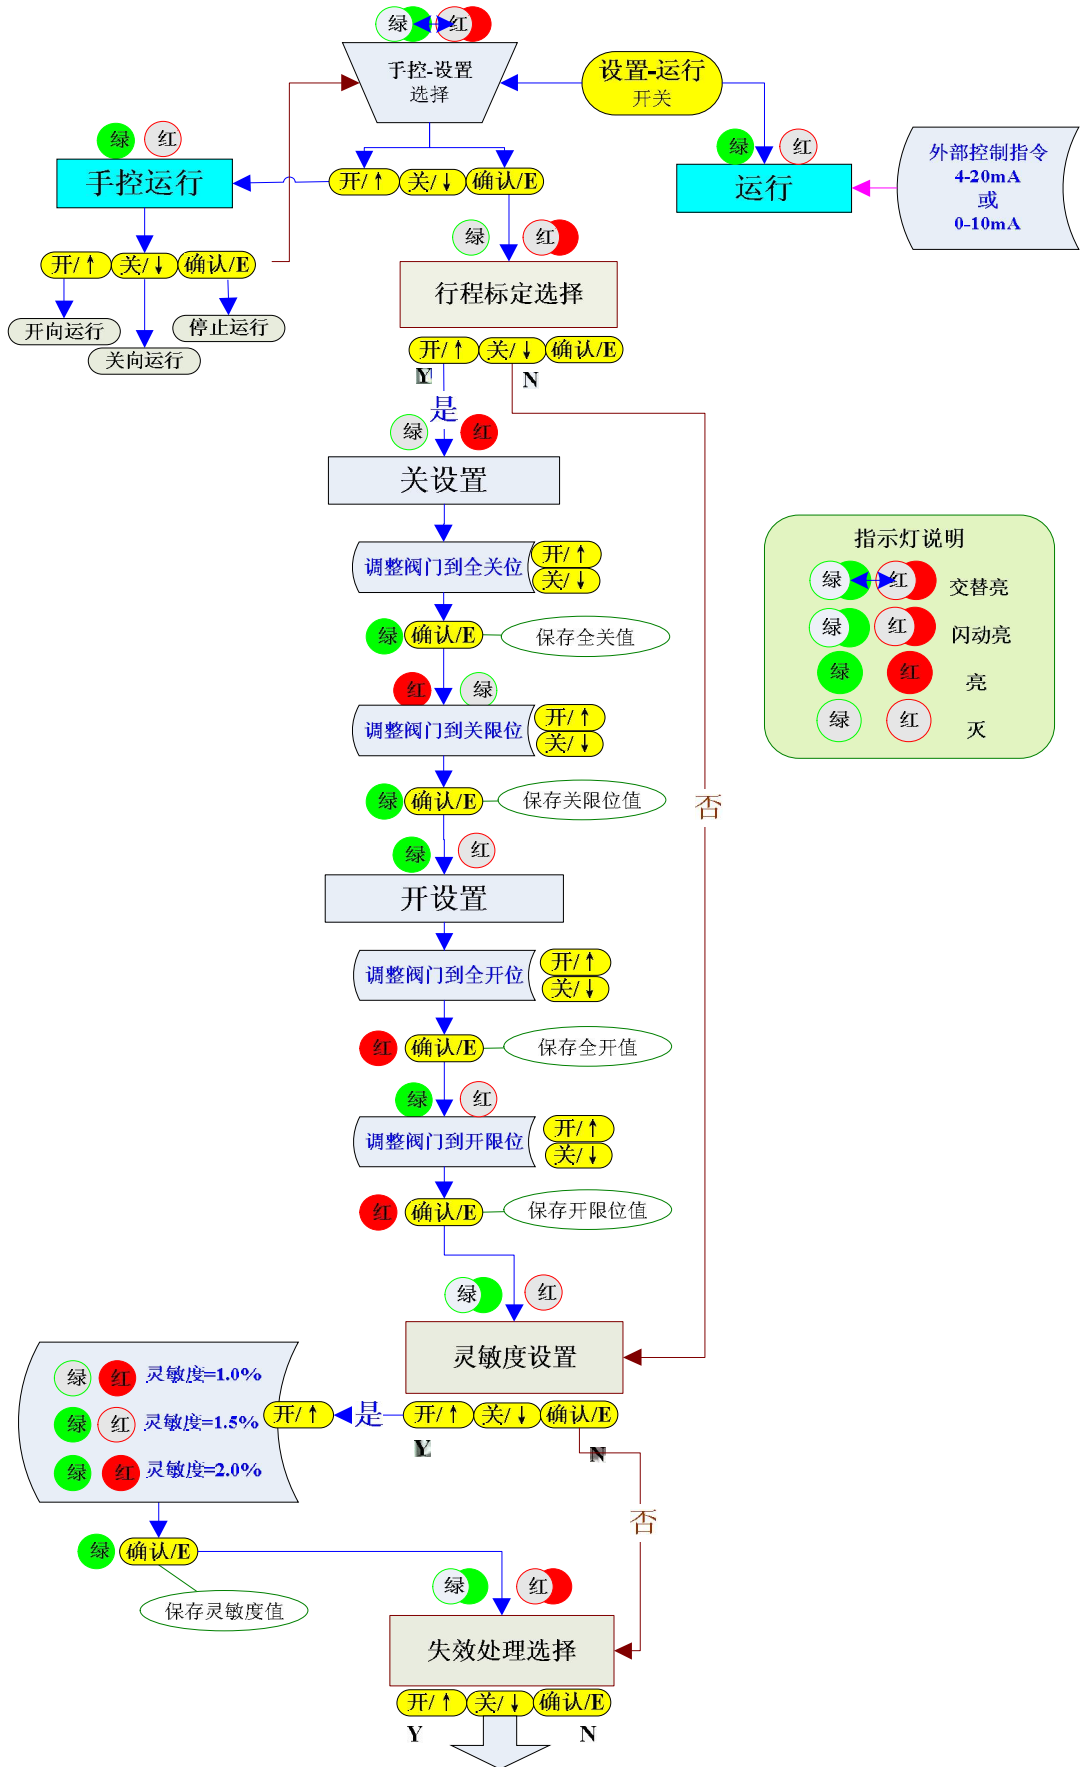 绿 红
手控-设置
选择
设置-运行
开关
绿 红
手控运行
开/↑ 关/↓ 确认/E
绿 红
运行
外部控制指令
4-20mA
或
0-10mA
开/↑ 关/↓ 确认/E
开向运行
关向运行
停止运行
绿 红
行程标定选择
开/↑ 关/↓ 确认/E
Y N
是
绿 红
关设置
调整阀门到全关位
开/↑
关/↓
绿 确认/E 保存全关值
红 绿
调整阀门到关限位
开/↑
关/↓
绿 确认/E 保存关限位值
否
指示灯说明
绿 红 交替亮
绿 红 闪动亮
绿 红 亮
绿 红 灭
绿 红
开设置
调整阀门到全开位
开/↑
关/↓
红 确认/E 保存全开值
绿 红
调整阀门到开限位
开/↑
关/↓
红 确认/E 保存开限位值
绿 红
灵敏度设置
开/↑ 关/↓ 确认/E
Y N
是
开/↑
绿 红 灵敏度=1.0%
绿 红 灵敏度=1.5%
绿 红 灵敏度=2.0%
否
绿 确认/E
保存灵敏度值
绿 红
失效处理选择
开/↑ 关/↓ 确认/E
Y N